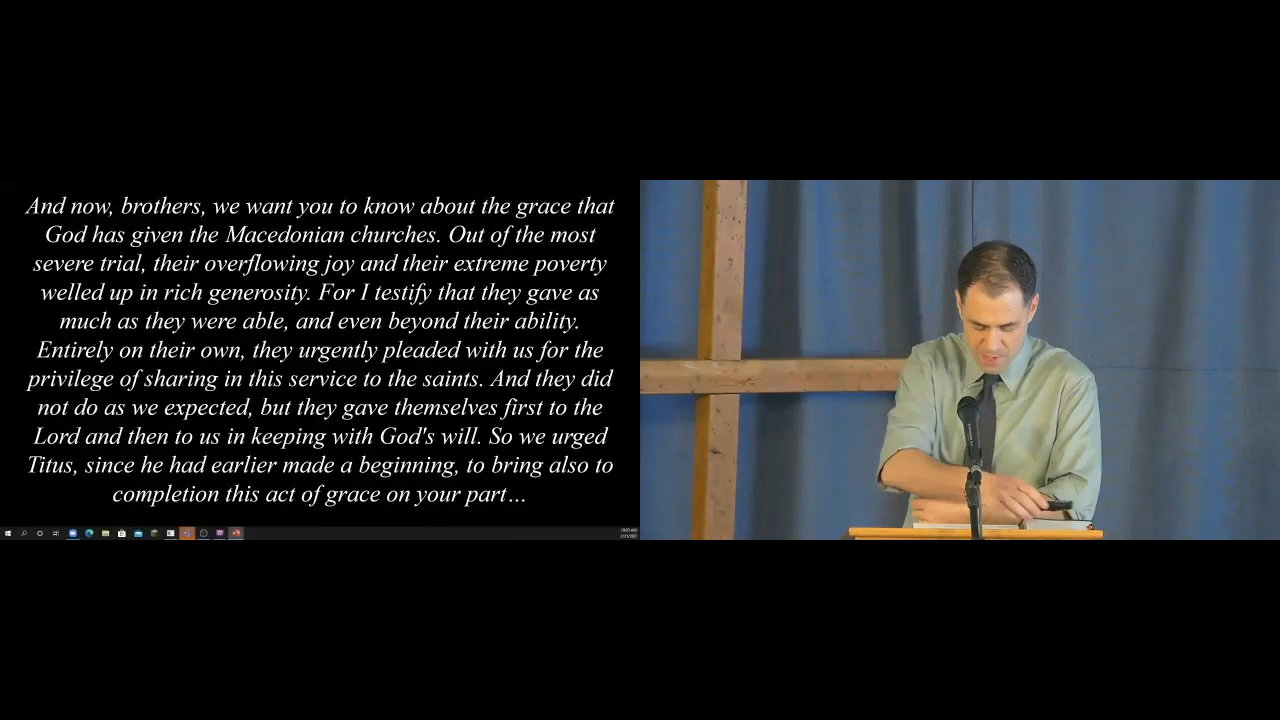 And now, brothers, we want you to know about the grace that
God has given the Macedonian churches. Out of the most
severe trial, their overflowing joy and their extreme poverty
welled up in rich generosity. For I testify that they gave as
much as they were able, and even beyond their ability.
Entirely on their own, they urgently pleaded with us for the
privilege of sharing in this service to the saints. And they did
not do as we expected, but they gave themselves first to the
Lord and then to us in keeping with God's will. So we urged
Titus, since he had earlier made a beginning, to bring also to
completion this act of grace on your part…